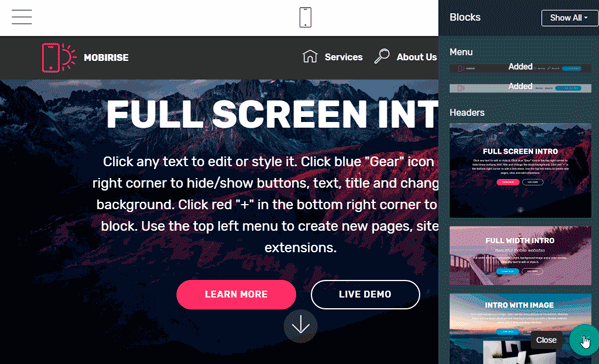 MOBIRISE
Services
About Us
FULL SCREEN INT
Click any text to edit or style it. Click blue "Gear" icon
right corner to hide/show buttons, text, title and chang
background. Click red "+" in the bottom right corner to
block. Use the top left menu to create new pages, site
extensions.
LEARN MORE
LIVE DEMO
Blocks
Show All
Menu
Added
Added
Headers
FULL SCREEN INTRO
FULL WIDTH INTRO
INTRO WITH IMAGE
Close